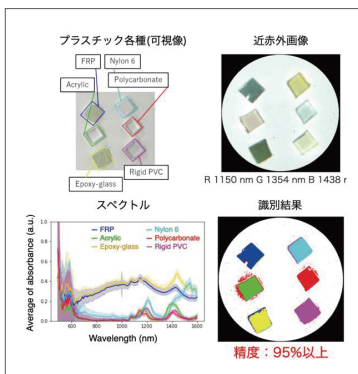 プラスチック各種(可視像)
FRP
Nylon 6
Acrylic
Polycarbonate
Epoxy-glass
Rigid PVC
近赤外画像
R 1150 nm G 1354 nm B 1438 r
スペクトル
Average of absorbance (a.u.)
1.0
0.8
0.6
0.4
0.2
0.0
FRP
Acrylic
Epoxy-glass
Nylon 6
Polycarbonate
Rigid PVC
600
800
1000
1200
1400
1600
Wavelength (nm)
識別結果
精度：95%以上